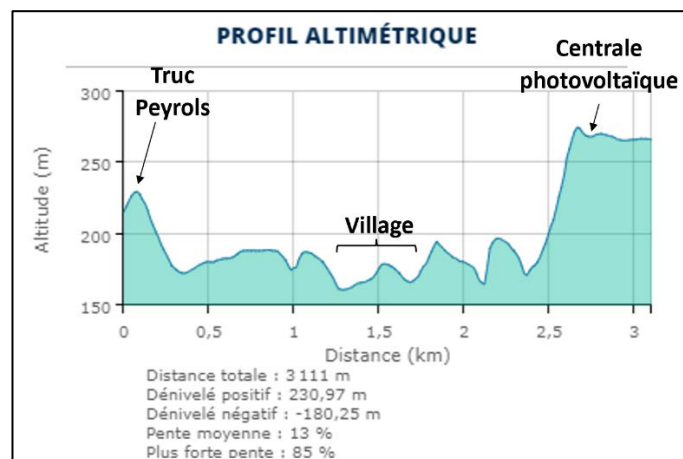 PROFIL ALTIMÉTRIQUE
Truc
Peyrols
Centrale
photovoltaïque
Village
Altitude (m)
300
250
200
150
0
0,5
1
1,5
2
2,5
3
Distance (km)
Distance totale : 3 111 m
Dénivelé positif : 230,97 m
Dénivelé négatif : -180,25 m
Pente moyenne : 13 %
Plus forte pente : 85 %